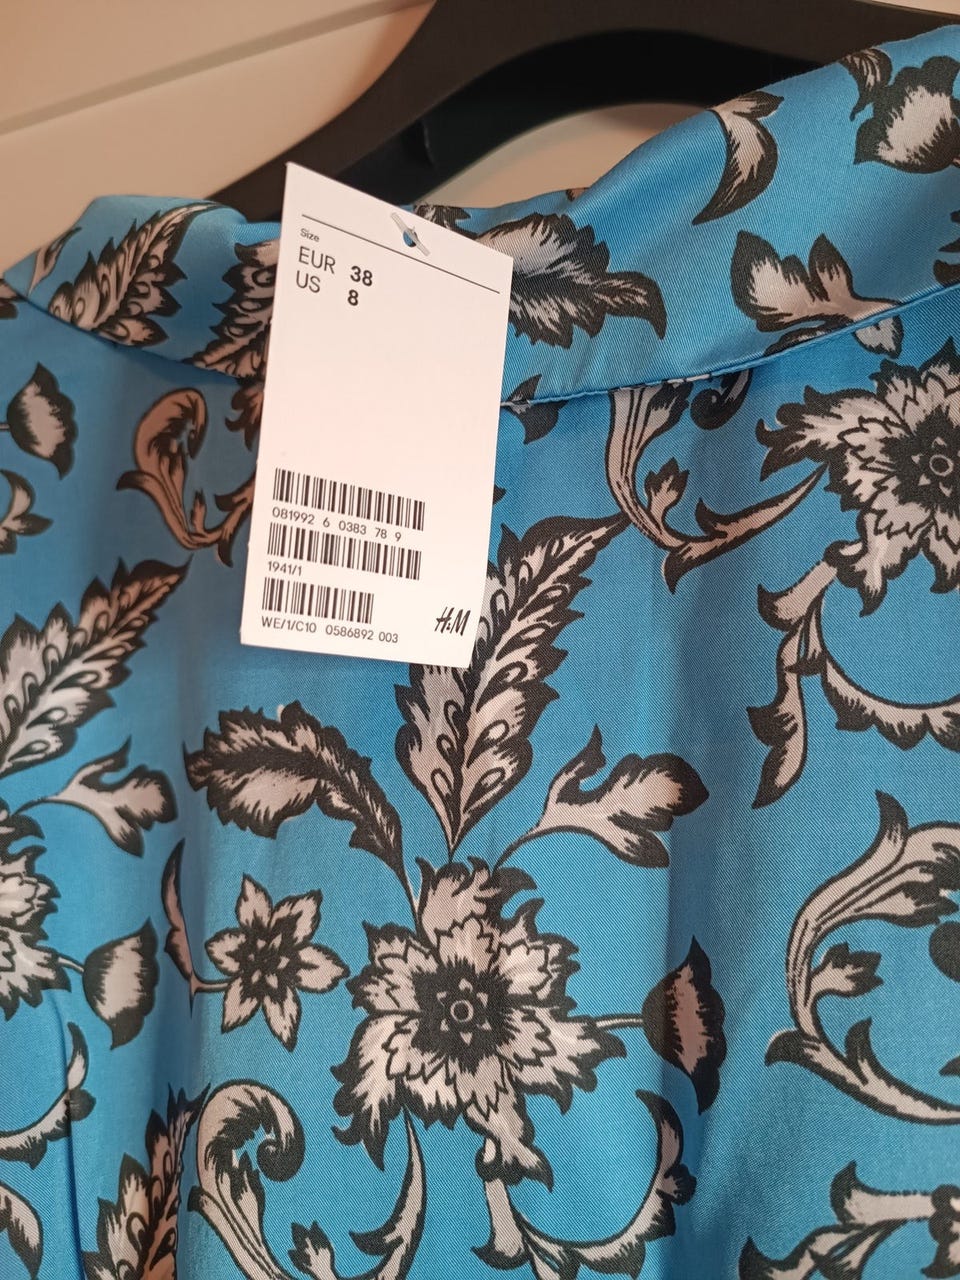 Size
EUR 38
US 8
081992 6 0383 78 9
1941/1
WE/1/C10 0586892 003
H&M